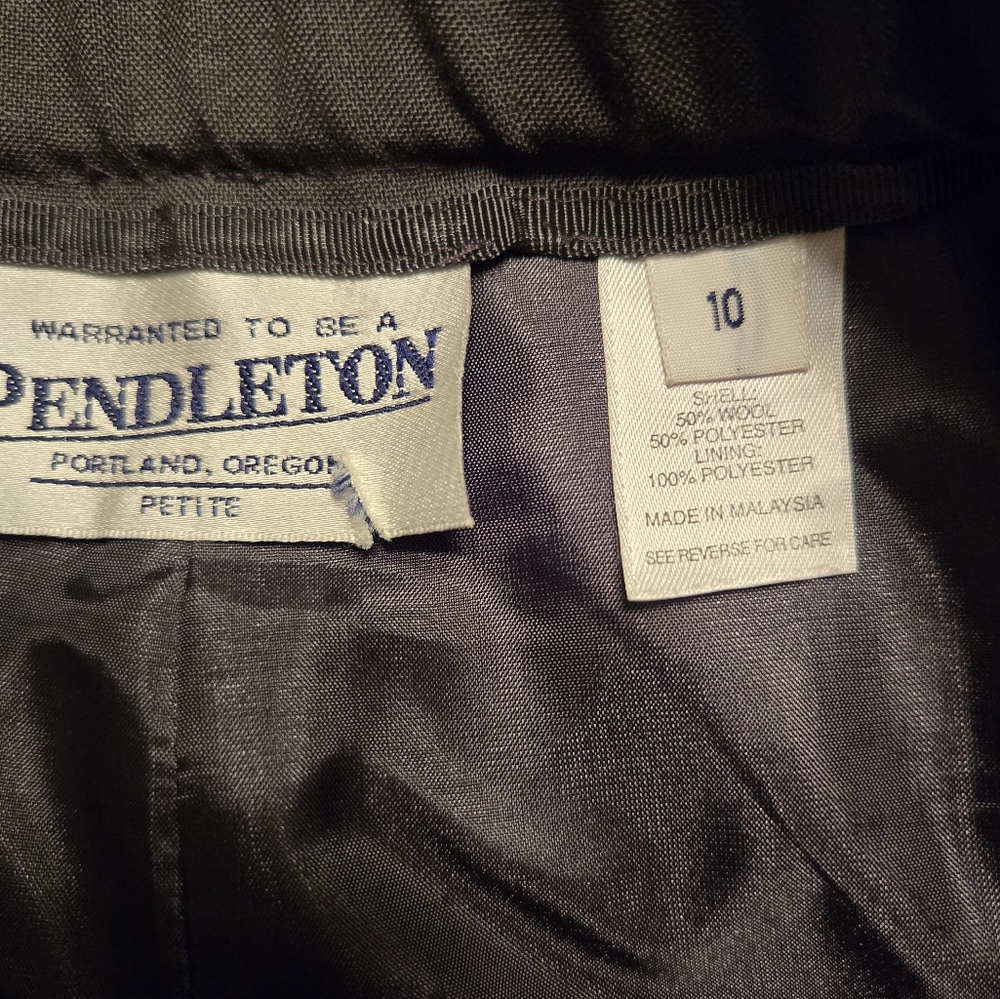 WARRANTED TO BE A
PENDLETON
PORTLAND, OREGON
PETITE
10
SHELL:
50% WOOL
50% POLYESTER
LINING:
100% POLYESTER
MADE IN MALAYSIA
SEE REVERSE FOR CARE